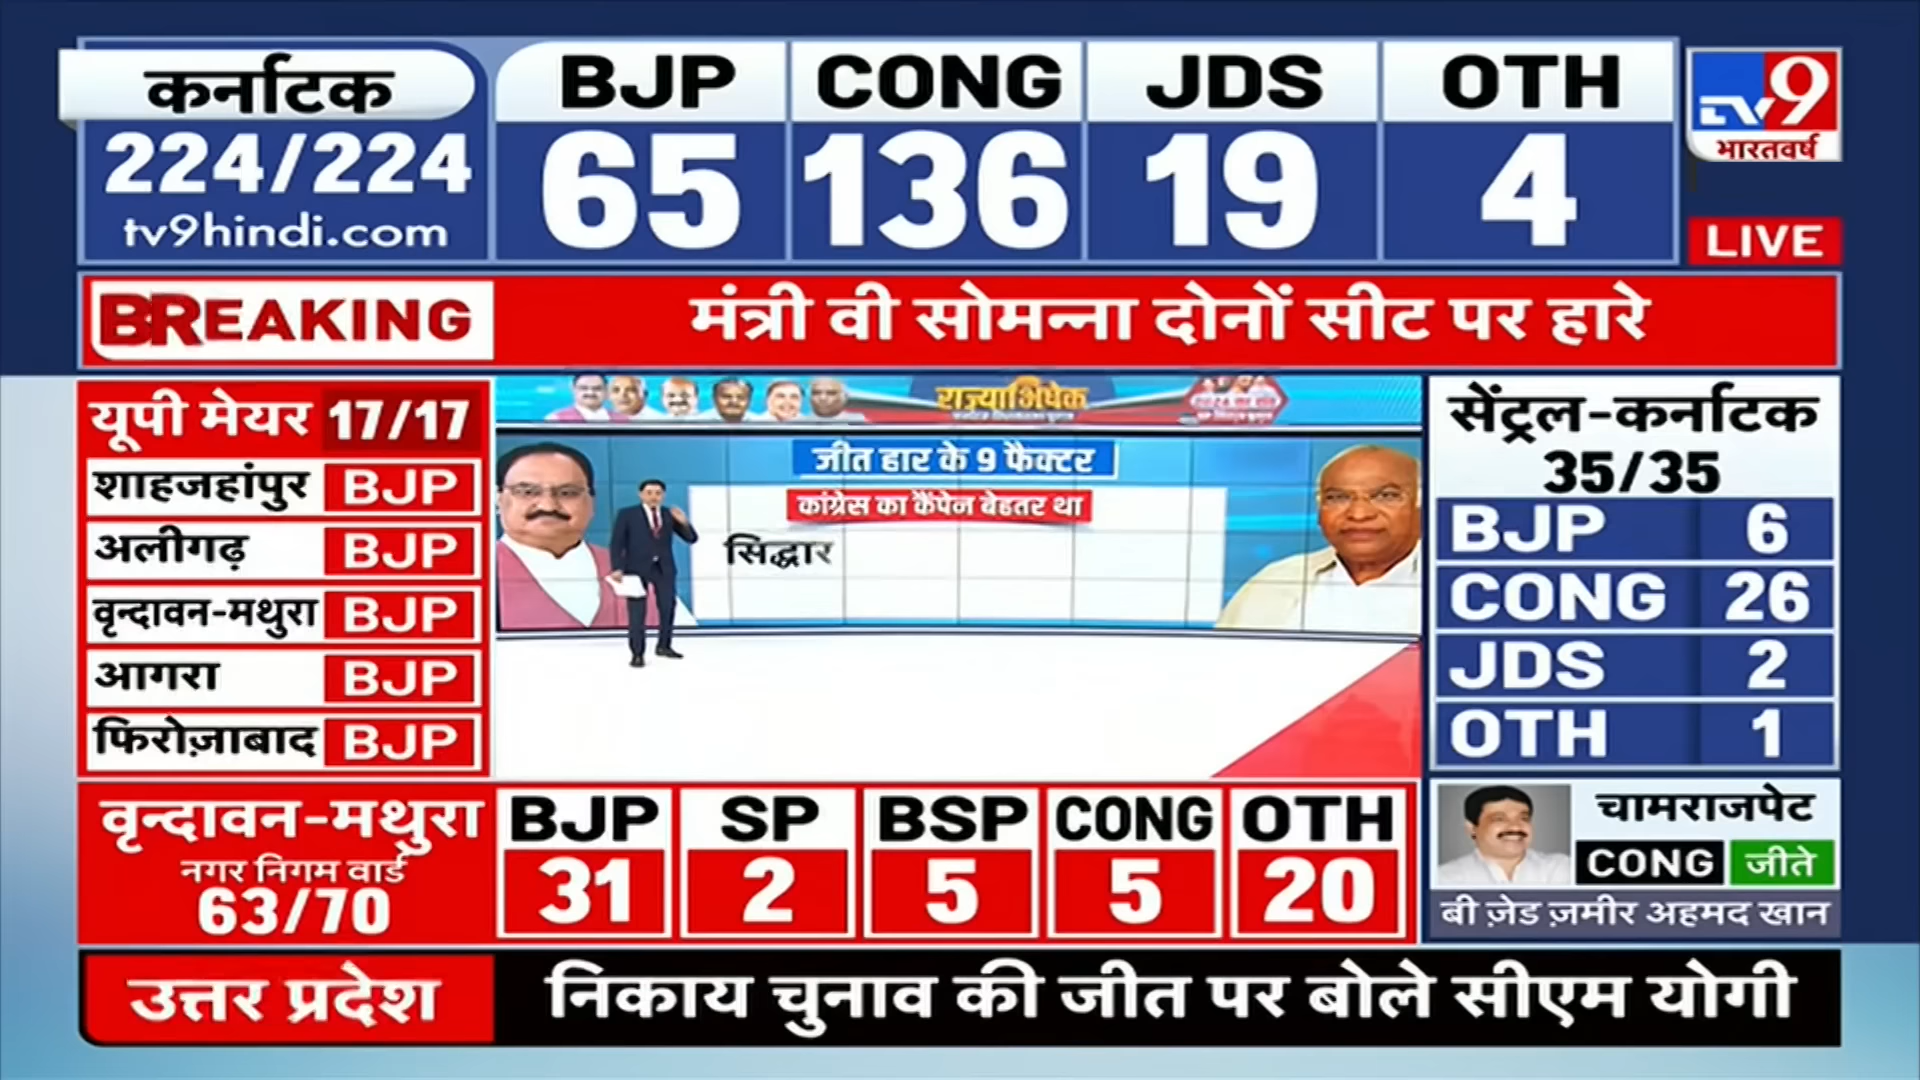 कर्नाटक
224/224
tv9hindi.com
BJP CONG JDS OTH
65 136 19 4
TV9
भारतवर्ष
LIVE
BREAKING
मंत्री वी सोमन्ना दोनों सीट पर हारे
यूपी मेयर 17/17
शाहजहांपुर BJP
अलीगढ़ BJP
वृन्दावन-मथुरा BJP
आगरा BJP
फिरोज़ाबाद BJP
राज्याभिषेक
जीत हार के 9 फैक्टर
कांग्रेस का कैंपेन बेहतर था
सिद्धार
सेंट्रल-कर्नाटक
35/35
BJP 6
CONG 26
JDS 2
OTH 1
वृन्दावन-मथुरा
नगर निगम वार्ड
63/70
BJP SP BSP CONG OTH
31 2 5 5 20
चामराजपेट
CONG जीते
बी ज़ेड ज़मीर अहमद खान
उत्तर प्रदेश
निकाय चुनाव की जीत पर बोले सीएम योगी